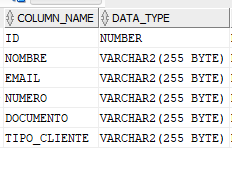 COLUMN_NAME DATA_TYPE
ID NUMBER
NOMBRE VARCHAR2(255 BYTE)
EMAIL VARCHAR2(255 BYTE)
NUMERO VARCHAR2(255 BYTE)
DOCUMENTO VARCHAR2(255 BYTE)
TIPO_CLIENTE VARCHAR2(255 BYTE)